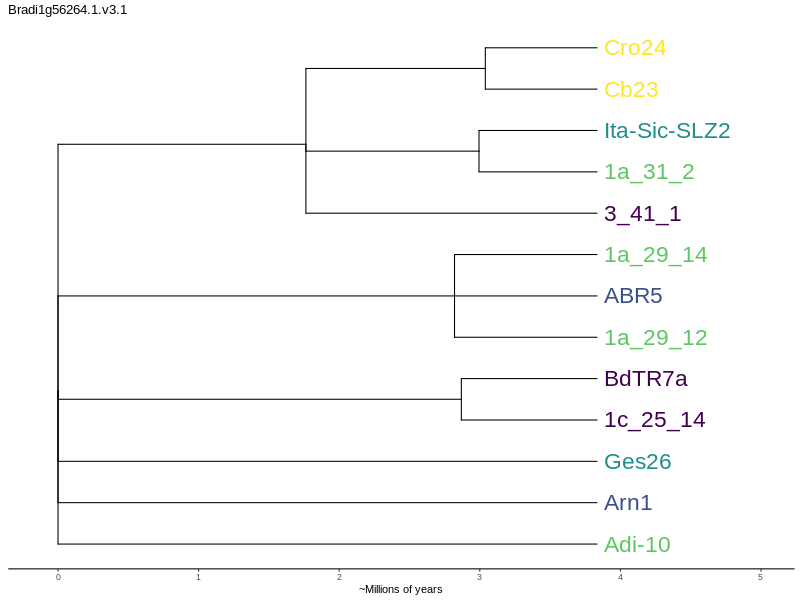 Bradi1g56264.1.v3.1
Cro24
Cb23
Ita-Sic-SLZ2
1a_31_2
3_41_1
1a_29_14
ABR5
1a_29_12
BdTR7a
1c_25_14
Ges26
Arn1
Adi-10
0 1 2 3 4 5
~Millions of years